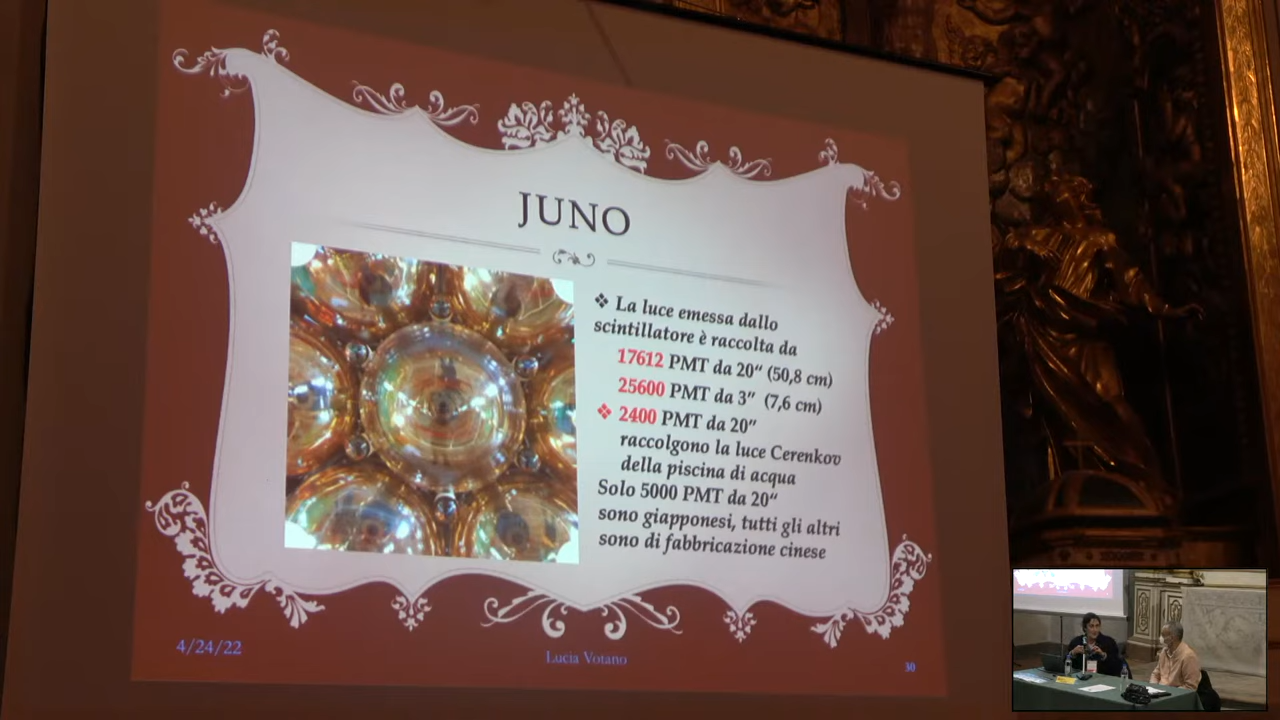 JUNO
❖ La luce emessa dallo
scintillatore è raccolta da
17612 PMT da 20“ (50,8 cm)
25600 PMT da 3” (7,6 cm)
❖ 2400 PMT da 20”
raccolgono la luce Cerenkov
della piscina di acqua
Solo 5000 PMT da 20“
sono giapponesi, tutti gli altri
sono di fabbricazione cinese
4/24/22
Lucia Votano
30